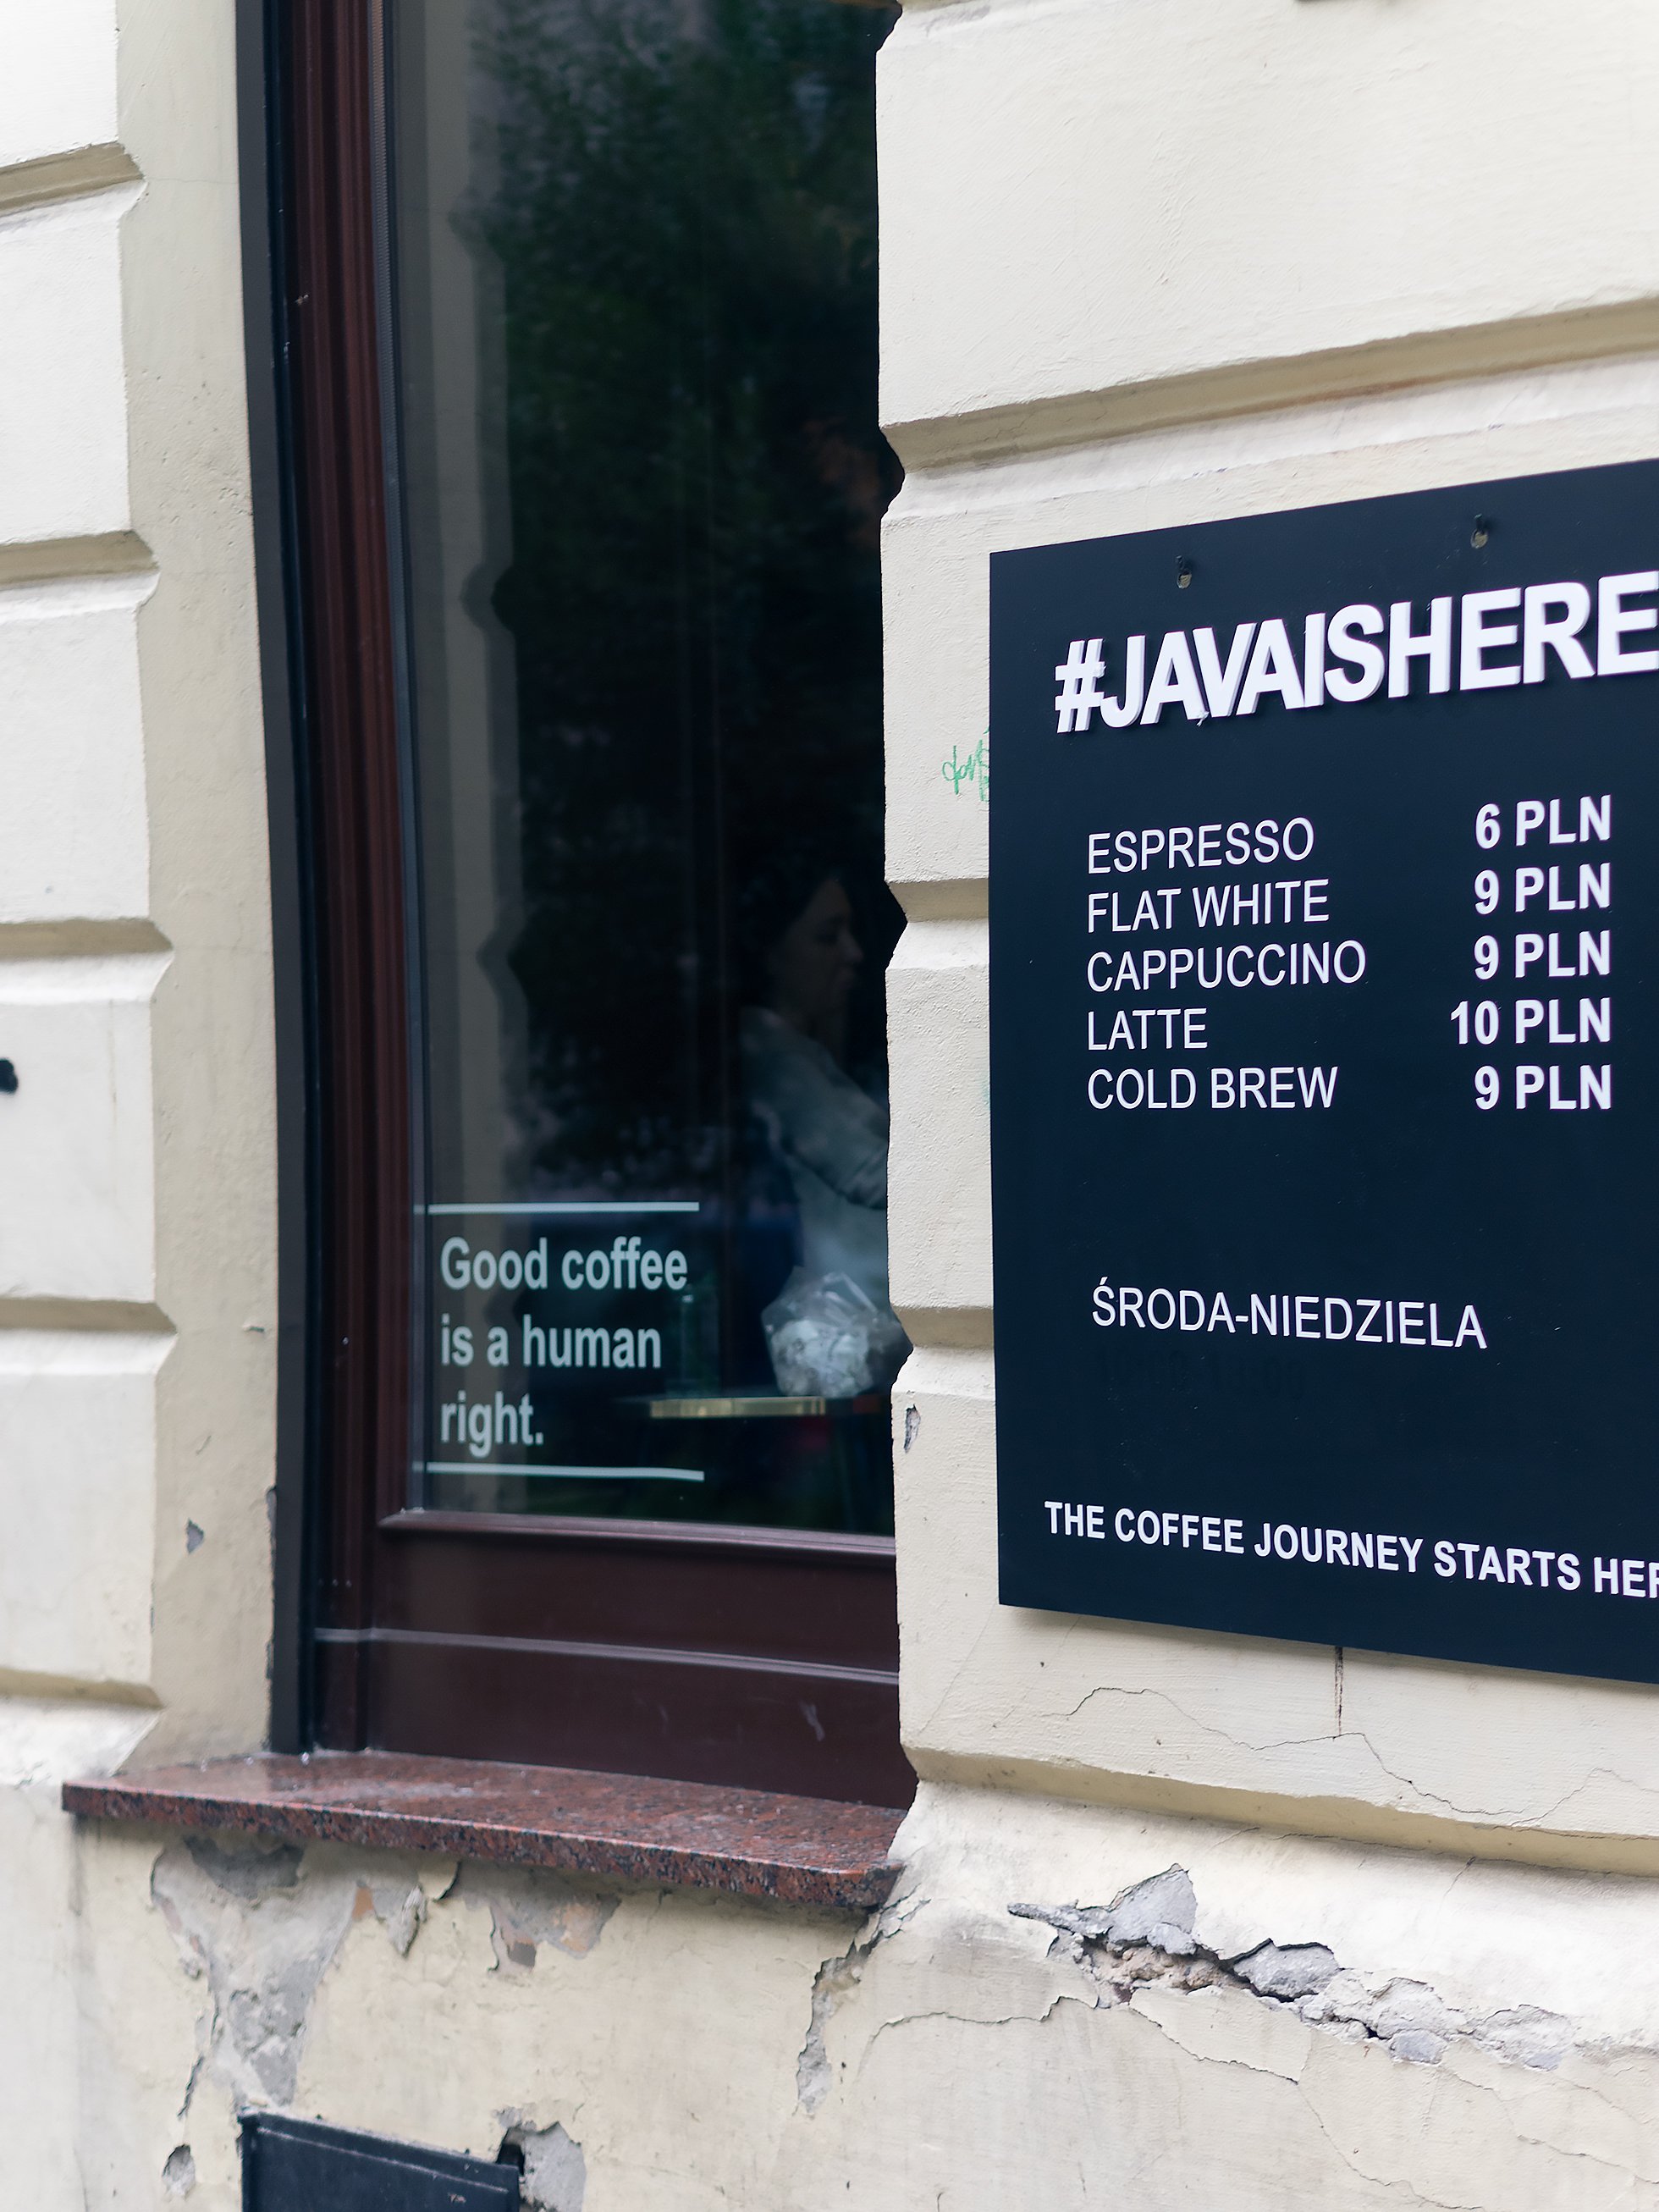 #JAVAISHERE
ESPRESSO 6 PLN
FLAT WHITE 9 PLN
CAPPUCCINO 9 PLN
LATTE 10 PLN
COLD BREW 9 PLN
ŚRODA-NIEDZIELA
THE COFFEE JOURNEY STARTS HER
Good coffee
is a human
right.